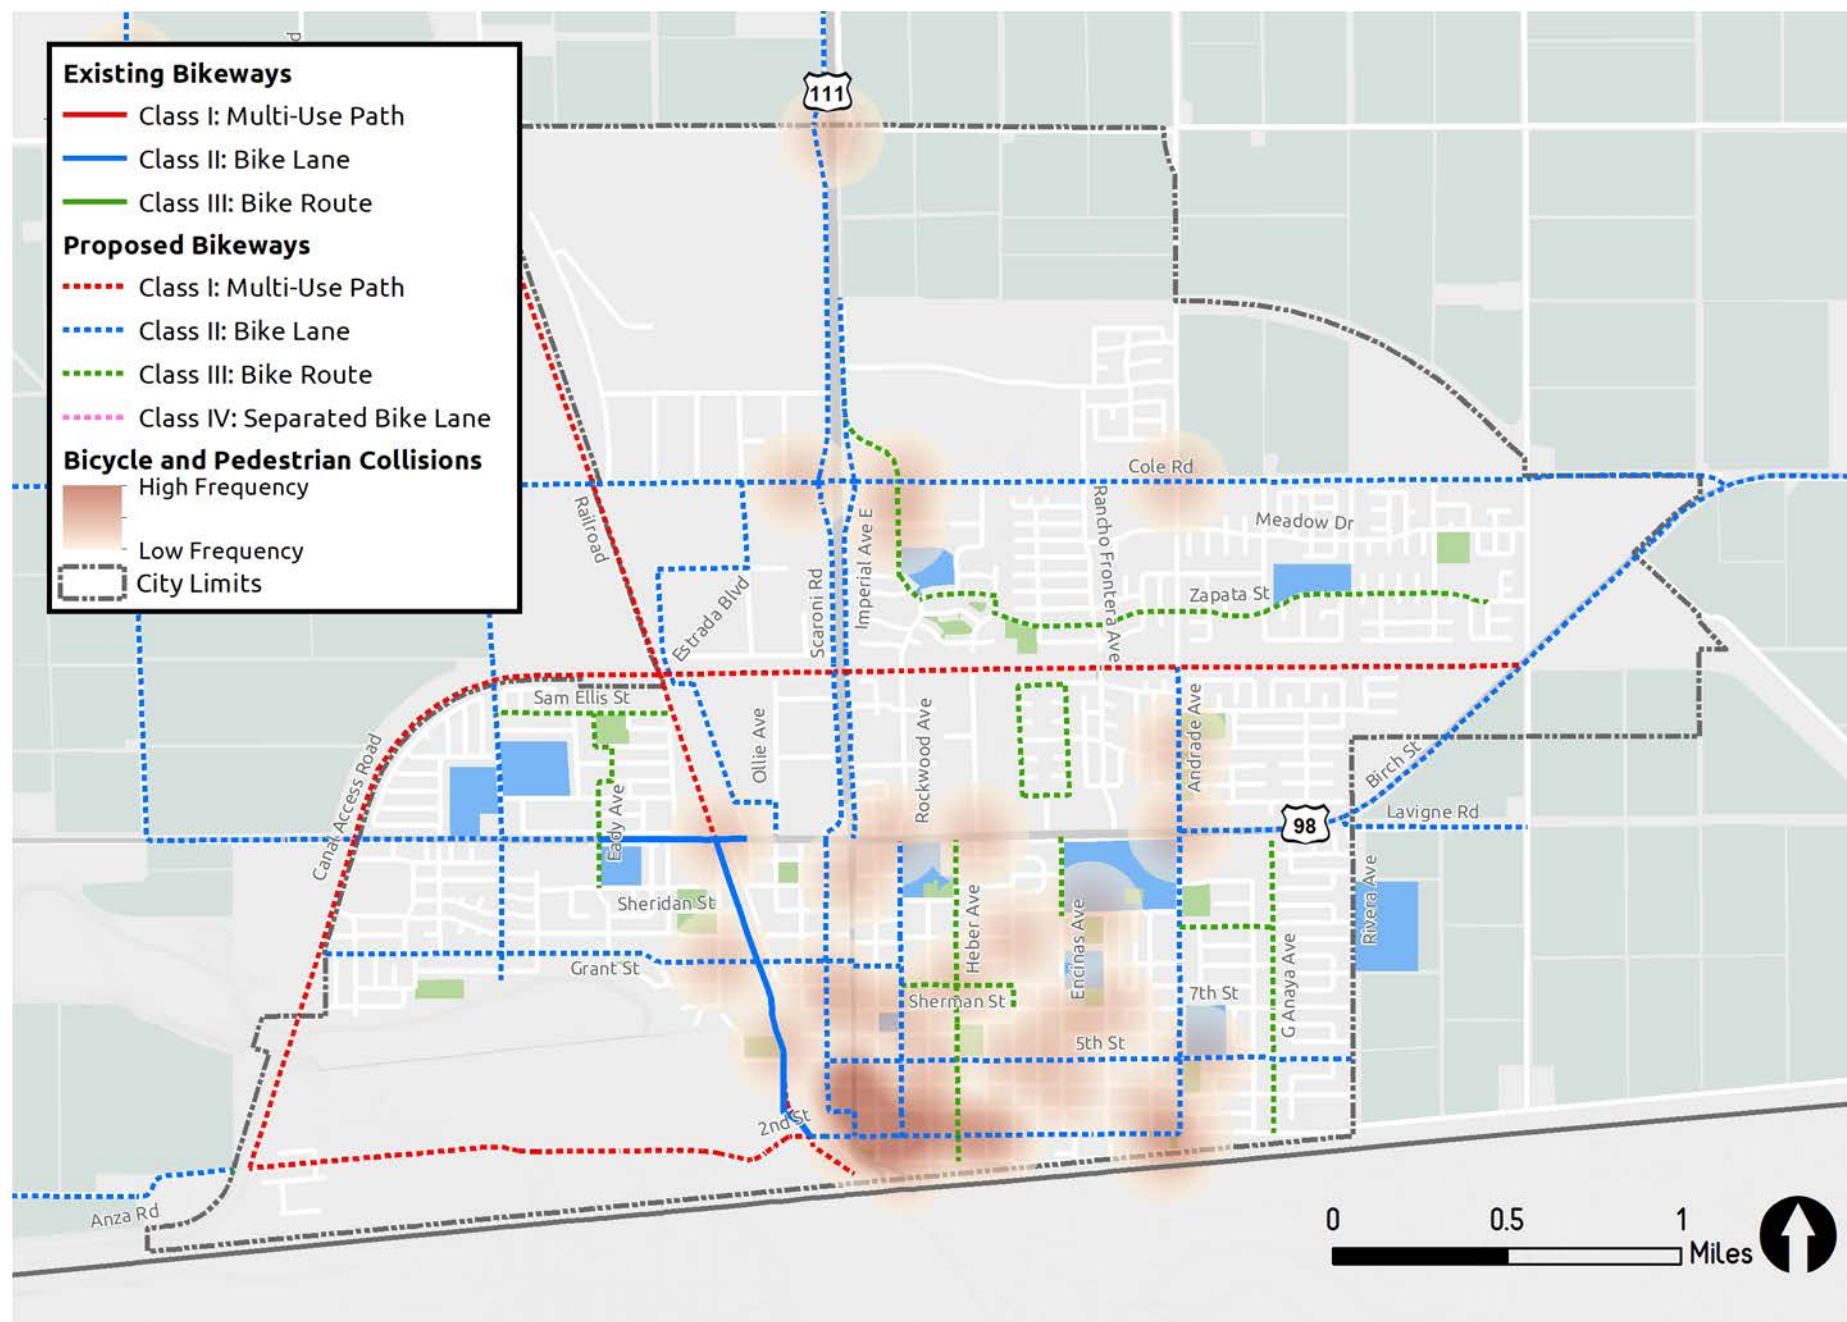 Existing Bikeways
Class I: Multi-Use Path
Class II: Bike Lane
Class III: Bike Route
Proposed Bikeways
Class I: Multi-Use Path
Class II: Bike Lane
Class III: Bike Route
Class IV: Separated Bike Lane
Bicycle and Pedestrian Collisions
High Frequency
Low Frequency
City Limits
111
Cole Rd
Meadow Dr
Railroad
Rancho Frontera Ave
Imperial Ave E
Scaroni Rd
Estrada Blvd
Zapata St
Sam Ellis St
Ollie Ave
Rockwood Ave
Andrade Ave
Canal Access Road
Birch St
98
Lavigne Rd
Eady Ave
Sheridan St
Heber Ave
Encinas Ave
Rivera Ave
Grant St
Sherman St
7th St
G Anaya Ave
5th St
2nd St
Anza Rd
0 0.5 1
Miles